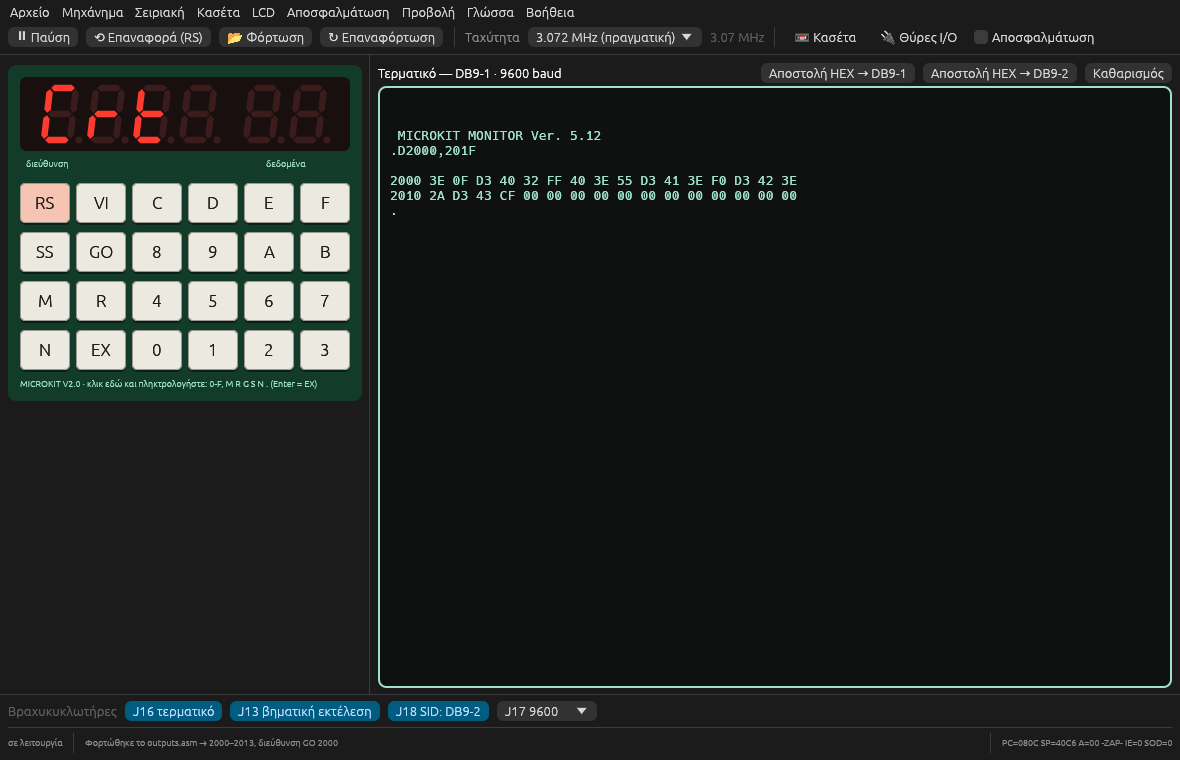 Αρχείο Μηχάνημα Σειριακή Κασέτα LCD Αποσφαλμάτωση Προβολή Γλώσσα Βοήθεια
⏸ Παύση ⟲ Επαναφορά (RS) 📂 Φόρτωση ↻ Επαναφόρτωση Ταχύτητα 3.072 MHz (πραγματική) ▼ 3.07 MHz 📼 Κασέτα 🔌 Θύρες I/O Αποσφαλμάτωση
Crt
διεύθυνση δεδομένα
RS VI C D E F
SS GO 8 9 A B
M R 4 5 6 7
N EX 0 1 2 3
MICROKIT V2.0 · κλικ εδώ και πληκτρολογήστε: 0-F, M R G S N . (Enter = EX)
Τερματικό — DB9-1 · 9600 baud Αποστολή HEX → DB9-1 Αποστολή HEX → DB9-2 Καθαρισμός
MICROKIT MONITOR Ver. 5.12
.D2000,201F
2000 3E 0F D3 40 32 FF 40 3E 55 D3 41 3E F0 D3 42 3E
2010 2A D3 43 CF 00 00 00 00 00 00 00 00 00 00 00 00
.
Βραχυκυκλωτήρες J16 τερματικό J13 βηματική εκτέλεση J18 SID: DB9-2 J17 9600 ▼
σε λειτουργία Φορτώθηκε το outputs.asm → 2000–2013, διεύθυνση GO 2000 PC=080C SP=40C6 A=00 -ZAP- IE=0 SOD=0